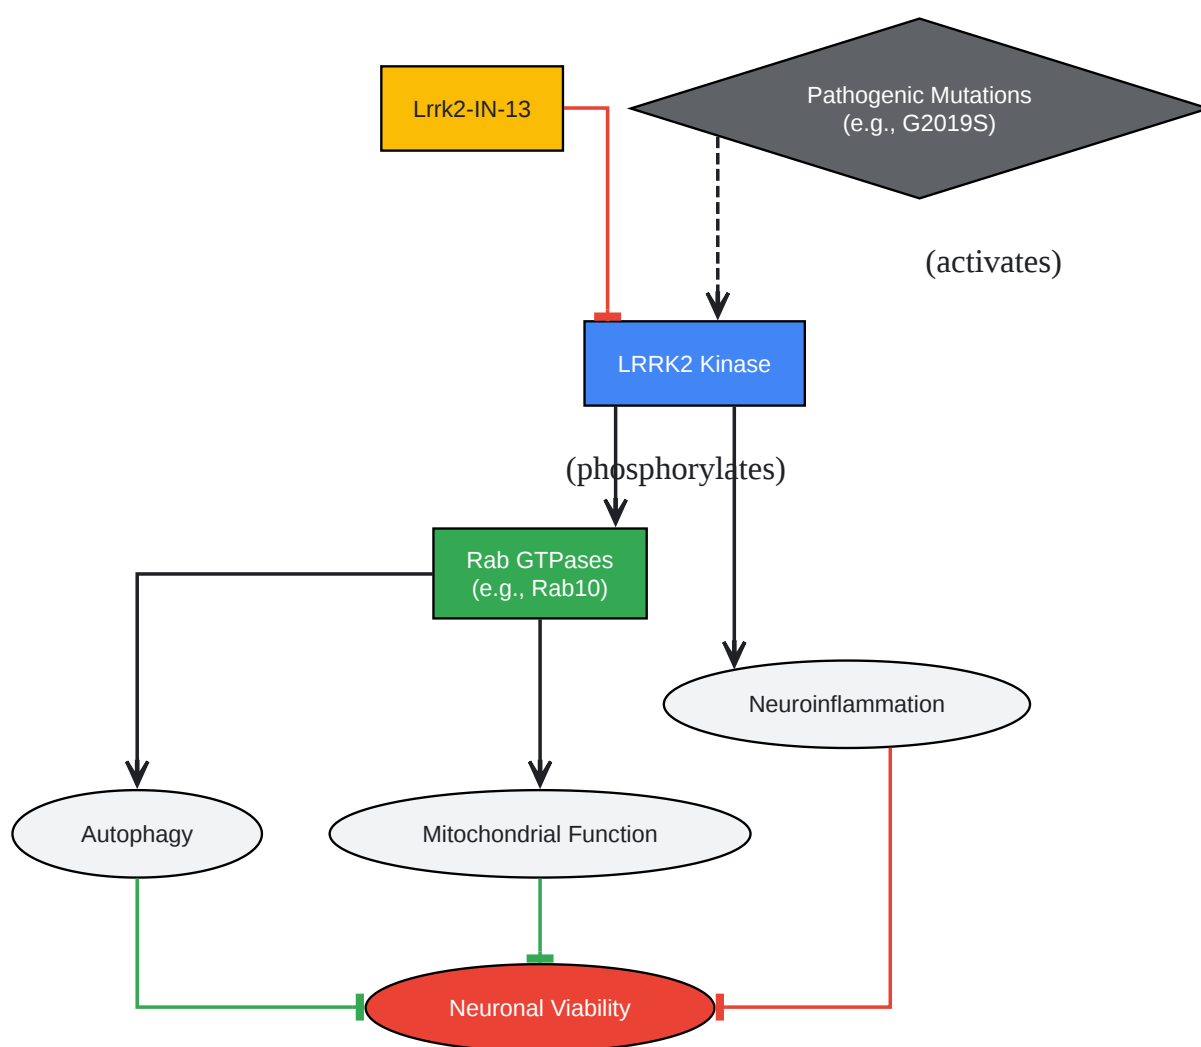 Lrrk2-IN-13
Pathogenic Mutations
(e.g., G2019S)
(activates)
LRRK2 Kinase
(phosphorylates)
Rab GTPases
(e.g., Rab10)
Neuroinflammation
Autophagy
Mitochondrial Function
Neuronal Viability